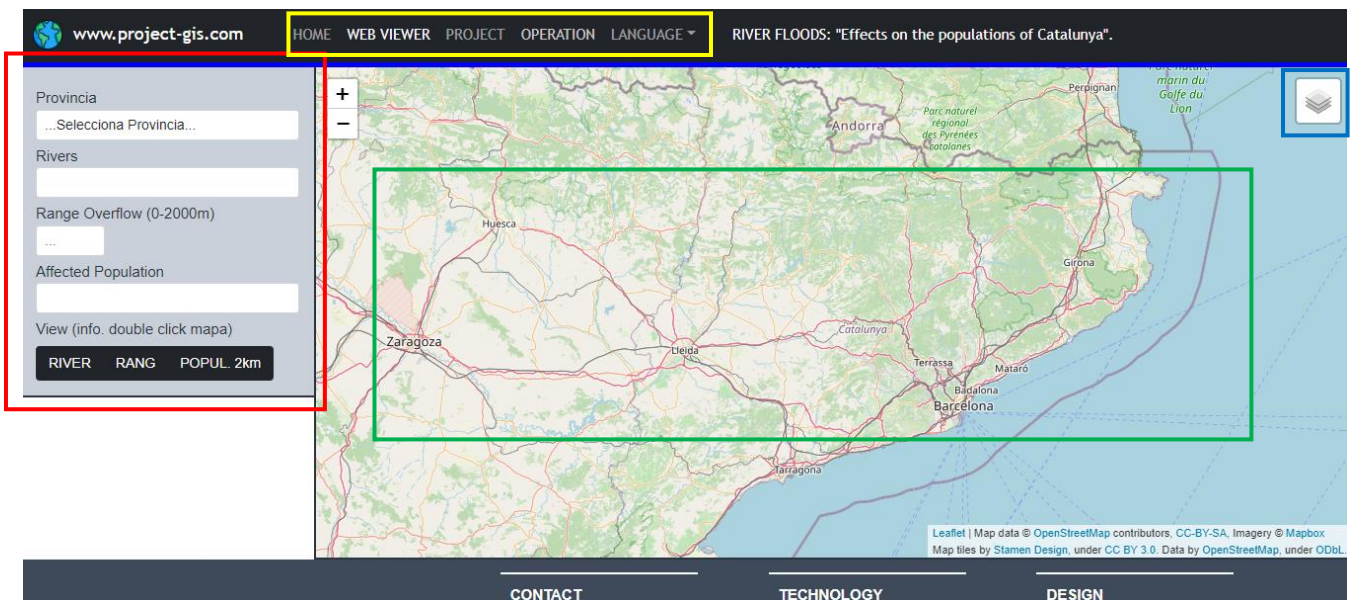 www.project-gis.com HOME WEB VIEWER PROJECT OPERATION LANGUAGE RIVER FLOODS: "Effects on the populations of Catalunya".
Provincia
...Selecciona Provincia...
Rivers
Range Overflow (0-2000m)
...
Affected Population
View (info. double click mapa)
RIVER RANG POPUL. 2km
+
−
Perpignan
marin du
Golfe du
Lion
Andorra
Parc naturel
régional
des Pyrénées
catalanes
Huesca
Girona
Zaragoza
Lleida
Catalunya
Terrassa
Mataró
Badalona
Barcelona
Tarragona
Leaflet | Map data © OpenStreetMap contributors, CC-BY-SA, Imagery © Mapbox
Map tiles by Stamen Design, under CC BY 3.0. Data by OpenStreetMap, under ODbL.
CONTACT TECHNOLOGY DESIGN